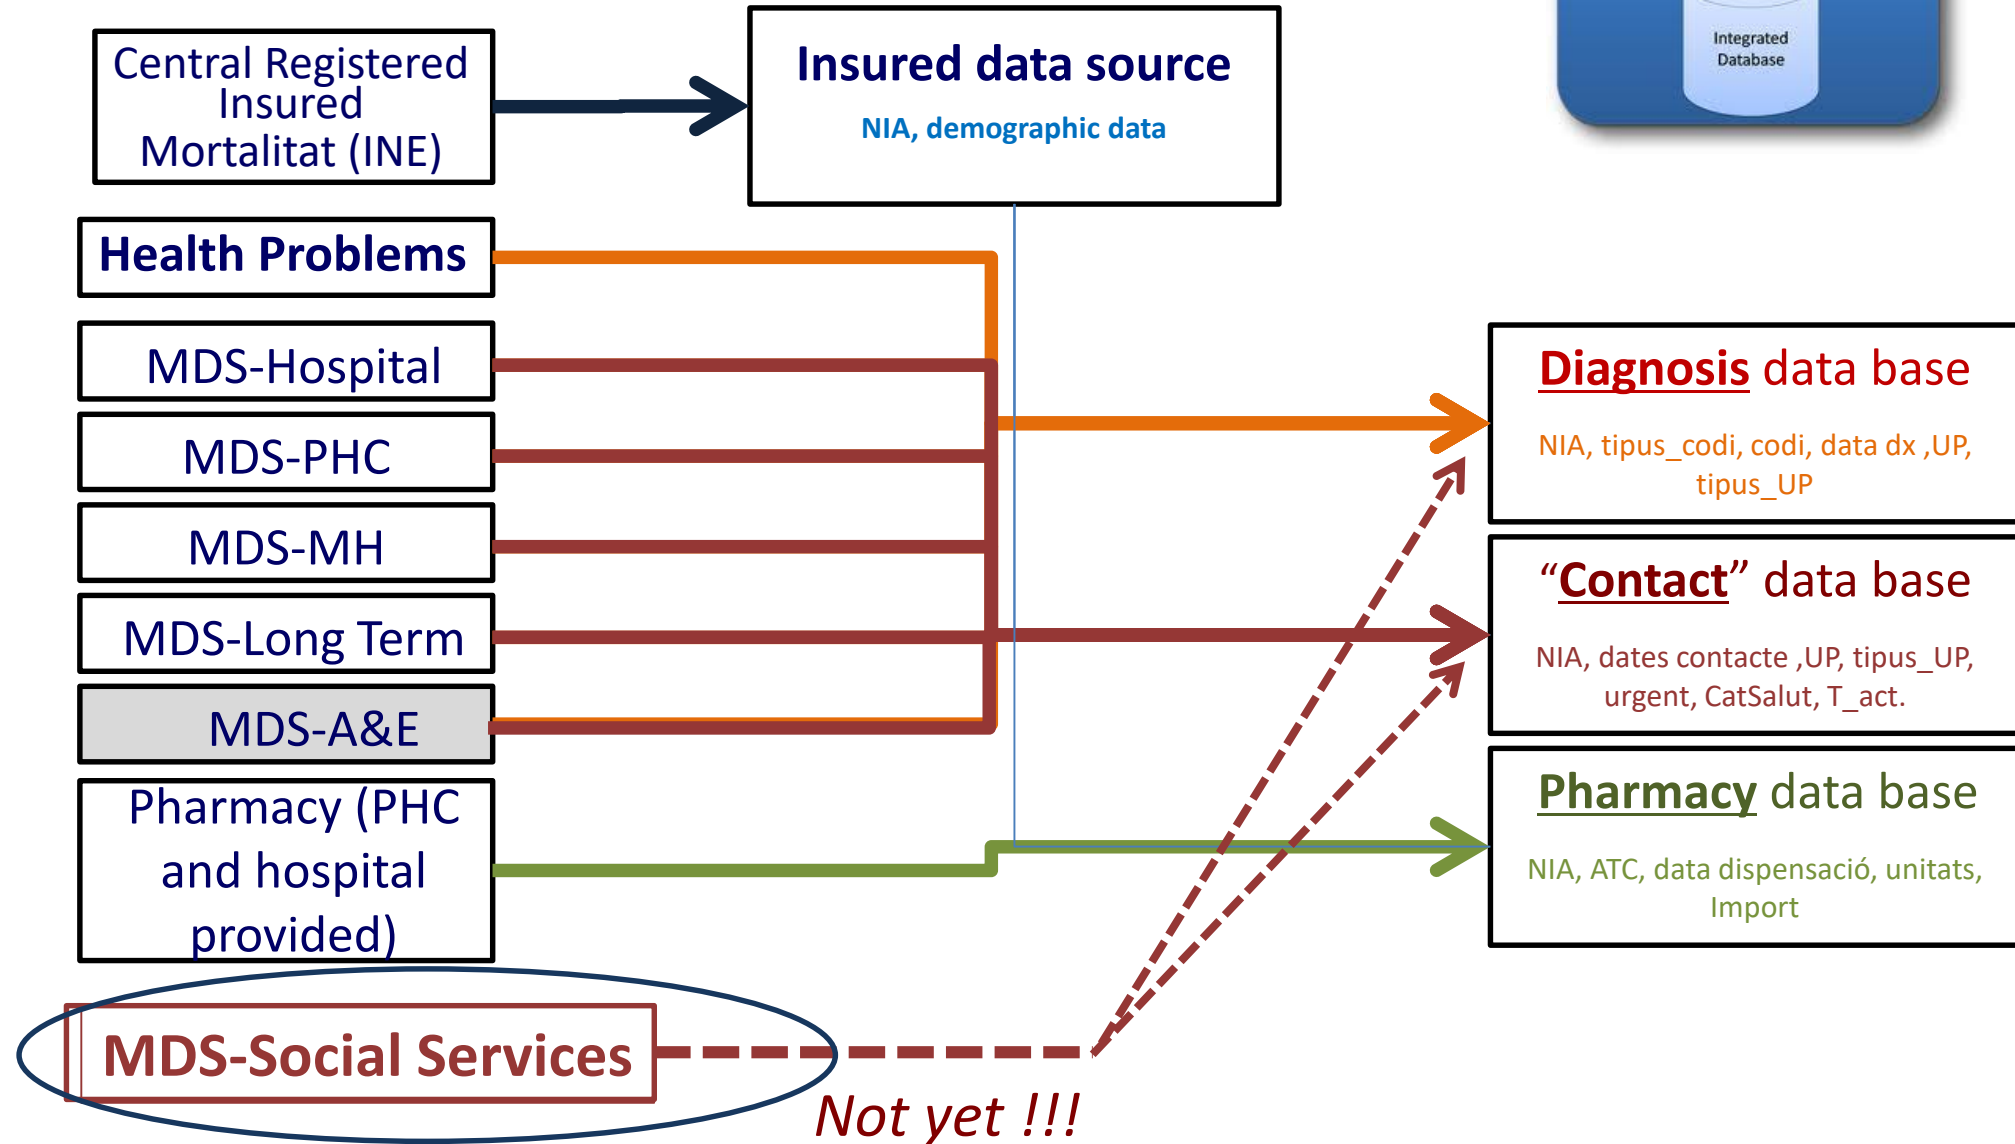 Central Registered
Insured
Mortalitat (INE)
Insured data source
NIA, demographic data
Integrated
Database
Health Problems
MDS-Hospital
MDS-PHC
MDS-MH
MDS-Long Term
MDS-A&E
Pharmacy (PHC
and hospital
provided)
MDS-Social Services
Not yet !!!
Diagnosis data base
NIA, tipus_codi, codi, data dx ,UP,
tipus_UP
“Contact” data base
NIA, dates contacte ,UP, tipus_UP,
urgent, CatSalut, T_act.
Pharmacy data base
NIA, ATC, data dispensació, unitats,
Import